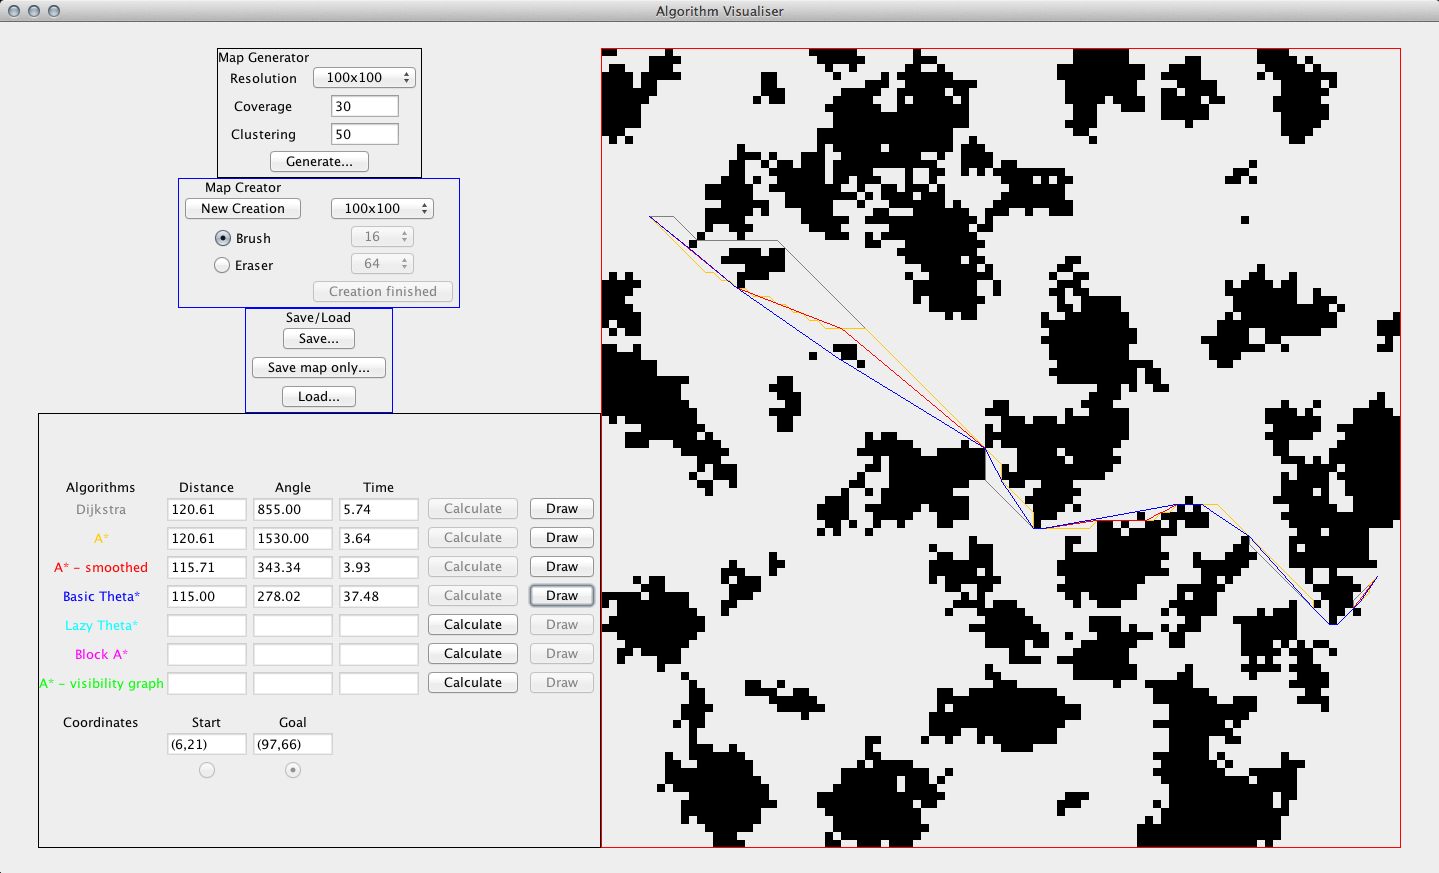 Algorithm Visualiser
Map Generator
Resolution 100x100
Coverage 30
Clustering 50
Generate...
Map Creator
New Creation 100x100
Brush 16
Eraser 64
Creation finished
Save/Load
Save...
Save map only...
Load...
Algorithms Distance Angle Time
Dijkstra 120.61 855.00 5.74 Calculate Draw
A* 120.61 1530.00 3.64 Calculate Draw
A* - smoothed 115.71 343.34 3.93 Calculate Draw
Basic Theta* 115.00 278.02 37.48 Calculate Draw
Lazy Theta* Calculate Draw
Block A* Calculate Draw
A* - visibility graph Calculate Draw
Coordinates Start Goal
(6,21) (97,66)